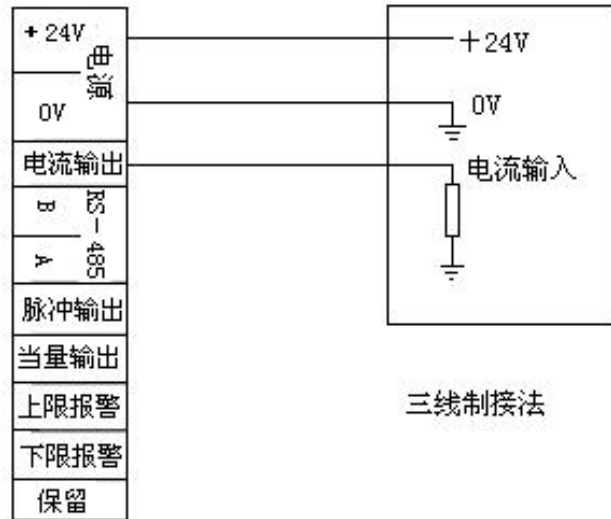 +24V
电源
0V
电流输出
B
A
RS-485
脉冲输出
当量输出
上限报警
下限报警
保留
+24V
0V
电流输入
三线制接法